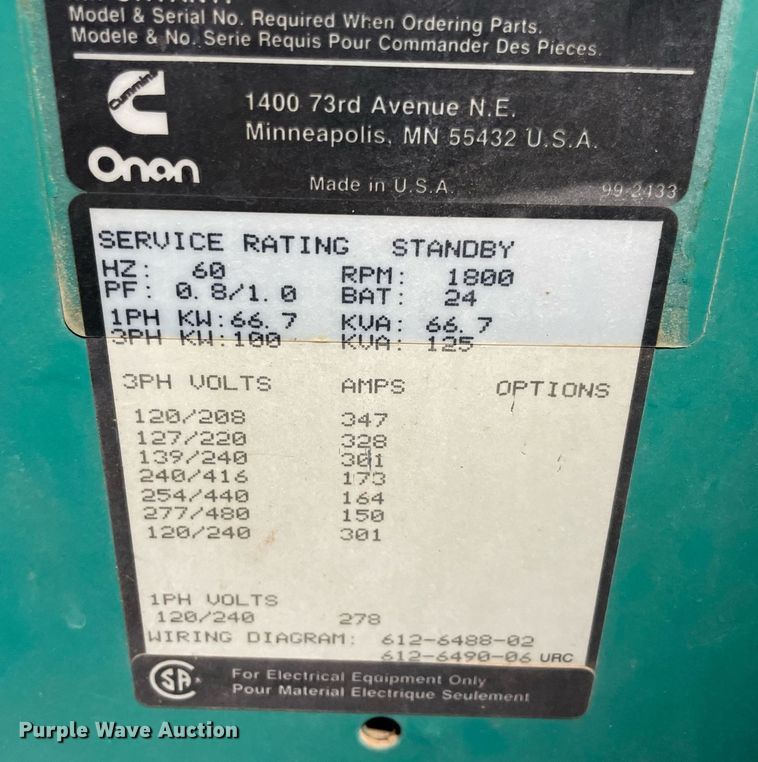 Model & Serial No. Required When Ordering Parts.
Modele & No. Serie Requis Pour Commander Des Pieces.
Cummins
Onan
1400 73rd Avenue N.E.
Minneapolis, MN 55432 U.S.A.
Made in U.S.A. 99-2133
SERVICE RATING STANDBY
HZ: 60 RPM: 1800
PF: 0.8/1.0 BAT: 24
1PH KW:66.7 KVA: 66.7
3PH KW:100 KVA: 125
3PH VOLTS AMPS OPTIONS
120/208 347
127/220 328
139/240 301
240/416 173
254/440 164
277/480 150
120/240 301
1PH VOLTS
120/240 278
WIRING DIAGRAM: 612-6488-02
612-6490-06 URC
SA
For Electrical Equipment Only
Pour Material Electrique Seulement
Purple Wave Auction